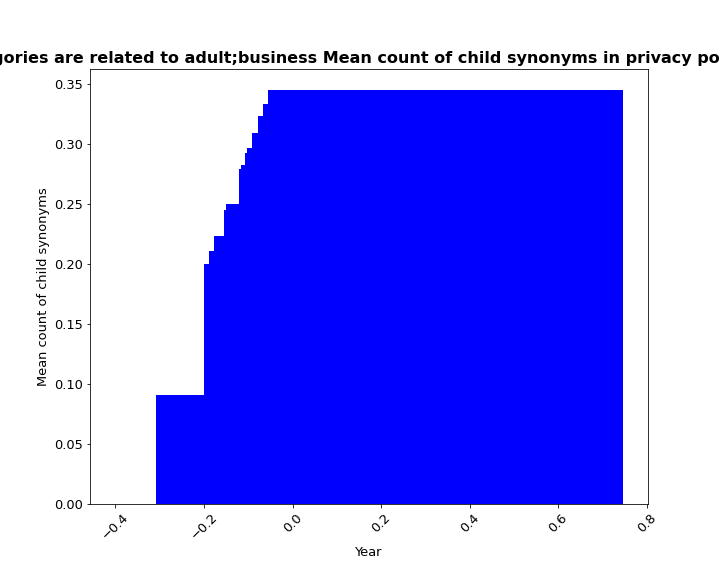 gories are related to adult;business Mean count of child synonyms in privacy po
0.35
0.30
0.25
0.20
0.15
0.10
0.05
0.00
Mean count of child synonyms
−0.4 −0.2 0.0 0.2 0.4 0.6 0.8
Year